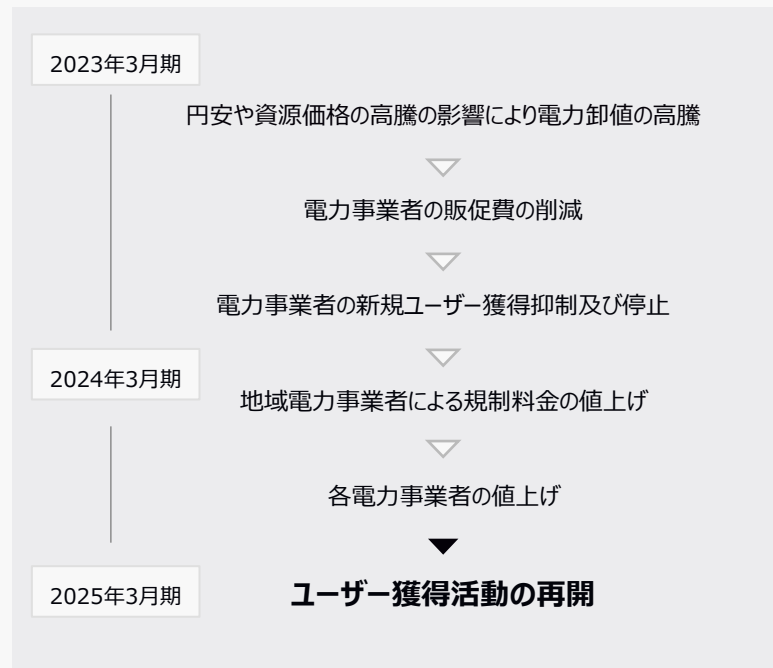 2023年3月期
円安や資源価格の高騰の影響により電力卸値の高騰
電力事業者の販促費の削減
電力事業者の新規ユーザー獲得抑制及び停止
2024年3月期
地域電力事業者による規制料金の値上げ
各電力事業者の値上げ
2025年3月期
ユーザー獲得活動の再開